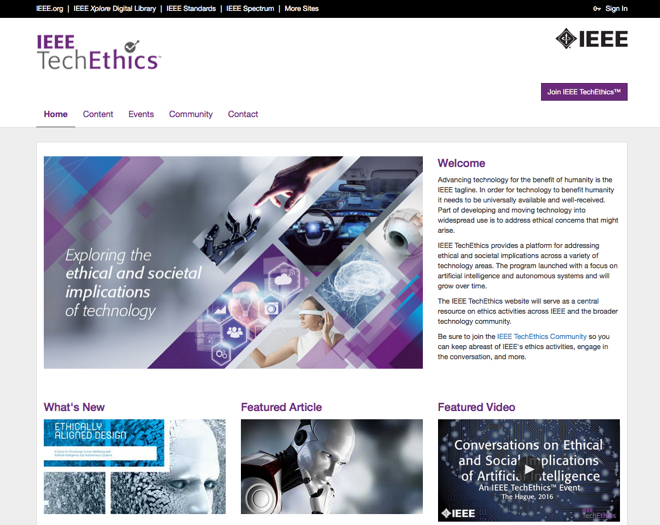 IEEE.org | IEEE Xplore Digital Library | IEEE Standards | IEEE Spectrum | More Sites
Sign In
IEEE
TechEthics™
IEEE
Join IEEE TechEthics™
Home Content Events Community Contact
Exploring the
ethical and societal
implications
of technology
Welcome
Advancing technology for the benefit of humanity is the
IEEE tagline. In order for technology to benefit humanity
it needs to be universally available and well-received.
Part of developing and moving technology into
widespread use is to address ethical concerns that might
arise.
IEEE TechEthics provides a platform for addressing
ethical and societal implications across a variety of
technology areas. The program launched with a focus on
artificial intelligence and autonomous systems and will
grow over time.
The IEEE TechEthics website will serve as a central
resource on ethics activities across IEEE and the broader
technology community.
Be sure to join the IEEE TechEthics Community so you
can keep abreast of IEEE's ethics activities, engage in
the conversation, and more.
What's New
ETHICALLY
ALIGNED DESIGN
Featured Article
Featured Video
Conversations on Ethical
and Social Implications
of Artificial Intelligence
An IEEE TechEthics™ Event
The Hague, 2016
IEEE
IEEE
TechEthics